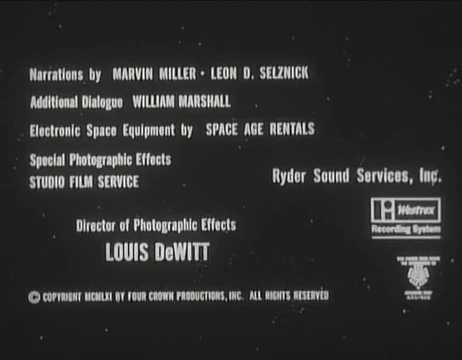 Narrations by MARVIN MILLER • LEON D. SELZNICK
Additional Dialogue WILLIAM MARSHALL
Electronic Space Equipment by SPACE AGE RENTALS
Special Photographic Effects
STUDIO FILM SERVICE
Ryder Sound Services, Inc.
Westrex
Recording System
Director of Photographic Effects
LOUIS DeWITT
© COPYRIGHT MCMLXI BY FOUR CROWN PRODUCTIONS, INC. ALL RIGHTS RESERVED